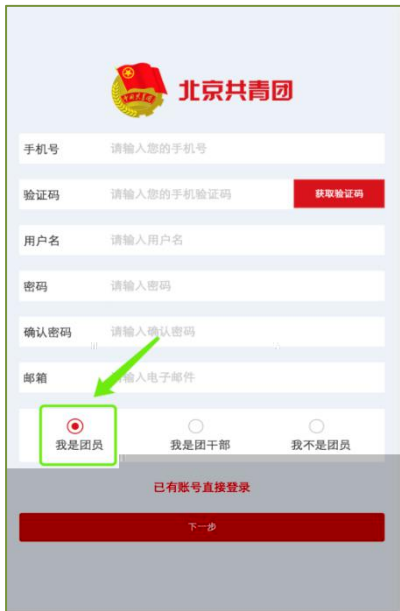 北京共青团
手机号 请输入您的手机号
验证码 请输入您的手机验证码 获取验证码
用户名 请输入用户名
密码 请输入密码
确认密码 请输入确认密码
邮箱 输入电子邮件
我是团员 我是团干部 我不是团员
已有账号直接登录
下一步